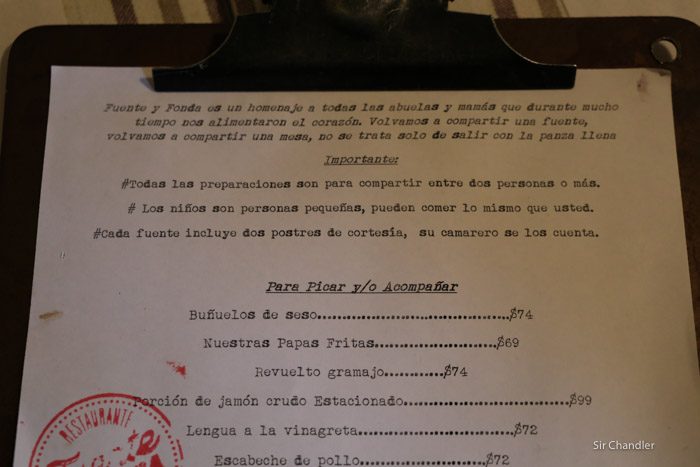 Fuente y Fonda es un homenaje a todas las abuelas y mamás que durante mucho
tiempo nos alimentaron el corazón. Volvamos a compartir una fuente,
volvamos a compartir una mesa, no se trata solo de salir con la panza llena
Importante:
#Todas las preparaciones son para compartir entre dos personas o más.
# Los niños son personas pequeñas, pueden comer lo mismo que usted.
#Cada fuente incluye dos postres de cortesía, su camarero se los cuenta.
Para Picar y/o Acompañar
Buñuelos de seso........................................$74
Nuestras Papas Fritas.........................$69
Revuelto gramajo............$74
Porción de jamón crudo Estacionado..................................$99
Lengua a la vinagreta..........................$72
Escabeche de pollo....................$72
RESTAURANTE
Sir Chandler